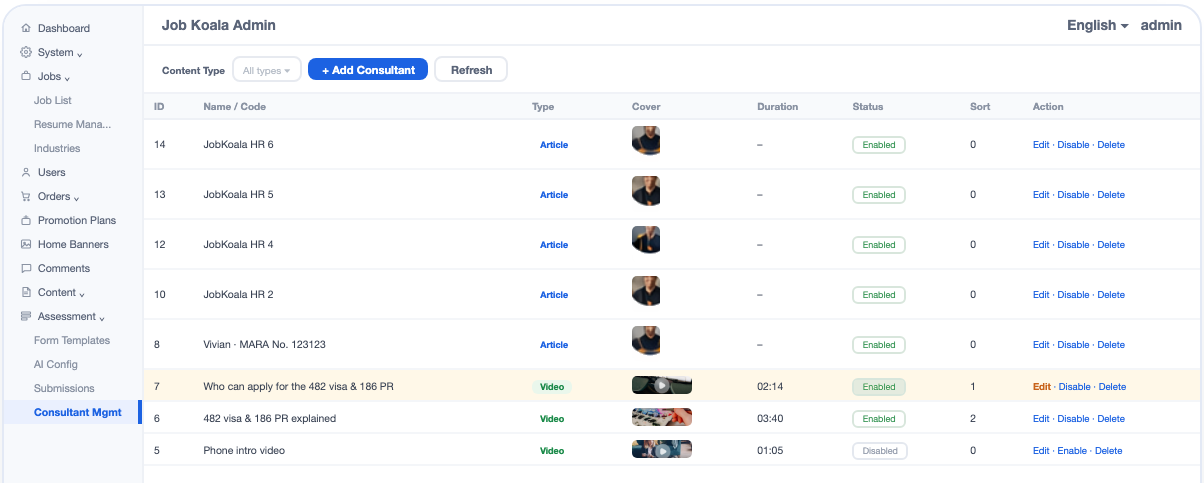 Job Koala Admin
English
admin
Dashboard
System
Jobs
Job List
Resume Mana...
Industries
Users
Orders
Promotion Plans
Home Banners
Comments
Content
Assessment
Form Templates
AI Config
Submissions
Consultant Mgmt
Content Type All types + Add Consultant Refresh
ID Name / Code Type Cover Duration Status Sort Action
14 JobKoala HR 6 Article – Enabled 0 Edit · Disable · Delete
13 JobKoala HR 5 Article – Enabled 0 Edit · Disable · Delete
12 JobKoala HR 4 Article – Enabled 0 Edit · Disable · Delete
10 JobKoala HR 2 Article – Enabled 0 Edit · Disable · Delete
8 Vivian · MARA No. 123123 Article – Enabled 0 Edit · Disable · Delete
7 Who can apply for the 482 visa & 186 PR Video 02:14 Enabled 1 Edit · Disable · Delete
6 482 visa & 186 PR explained Video 03:40 Enabled 2 Edit · Disable · Delete
5 Phone intro video Video 01:05 Disabled 0 Edit · Enable · Delete